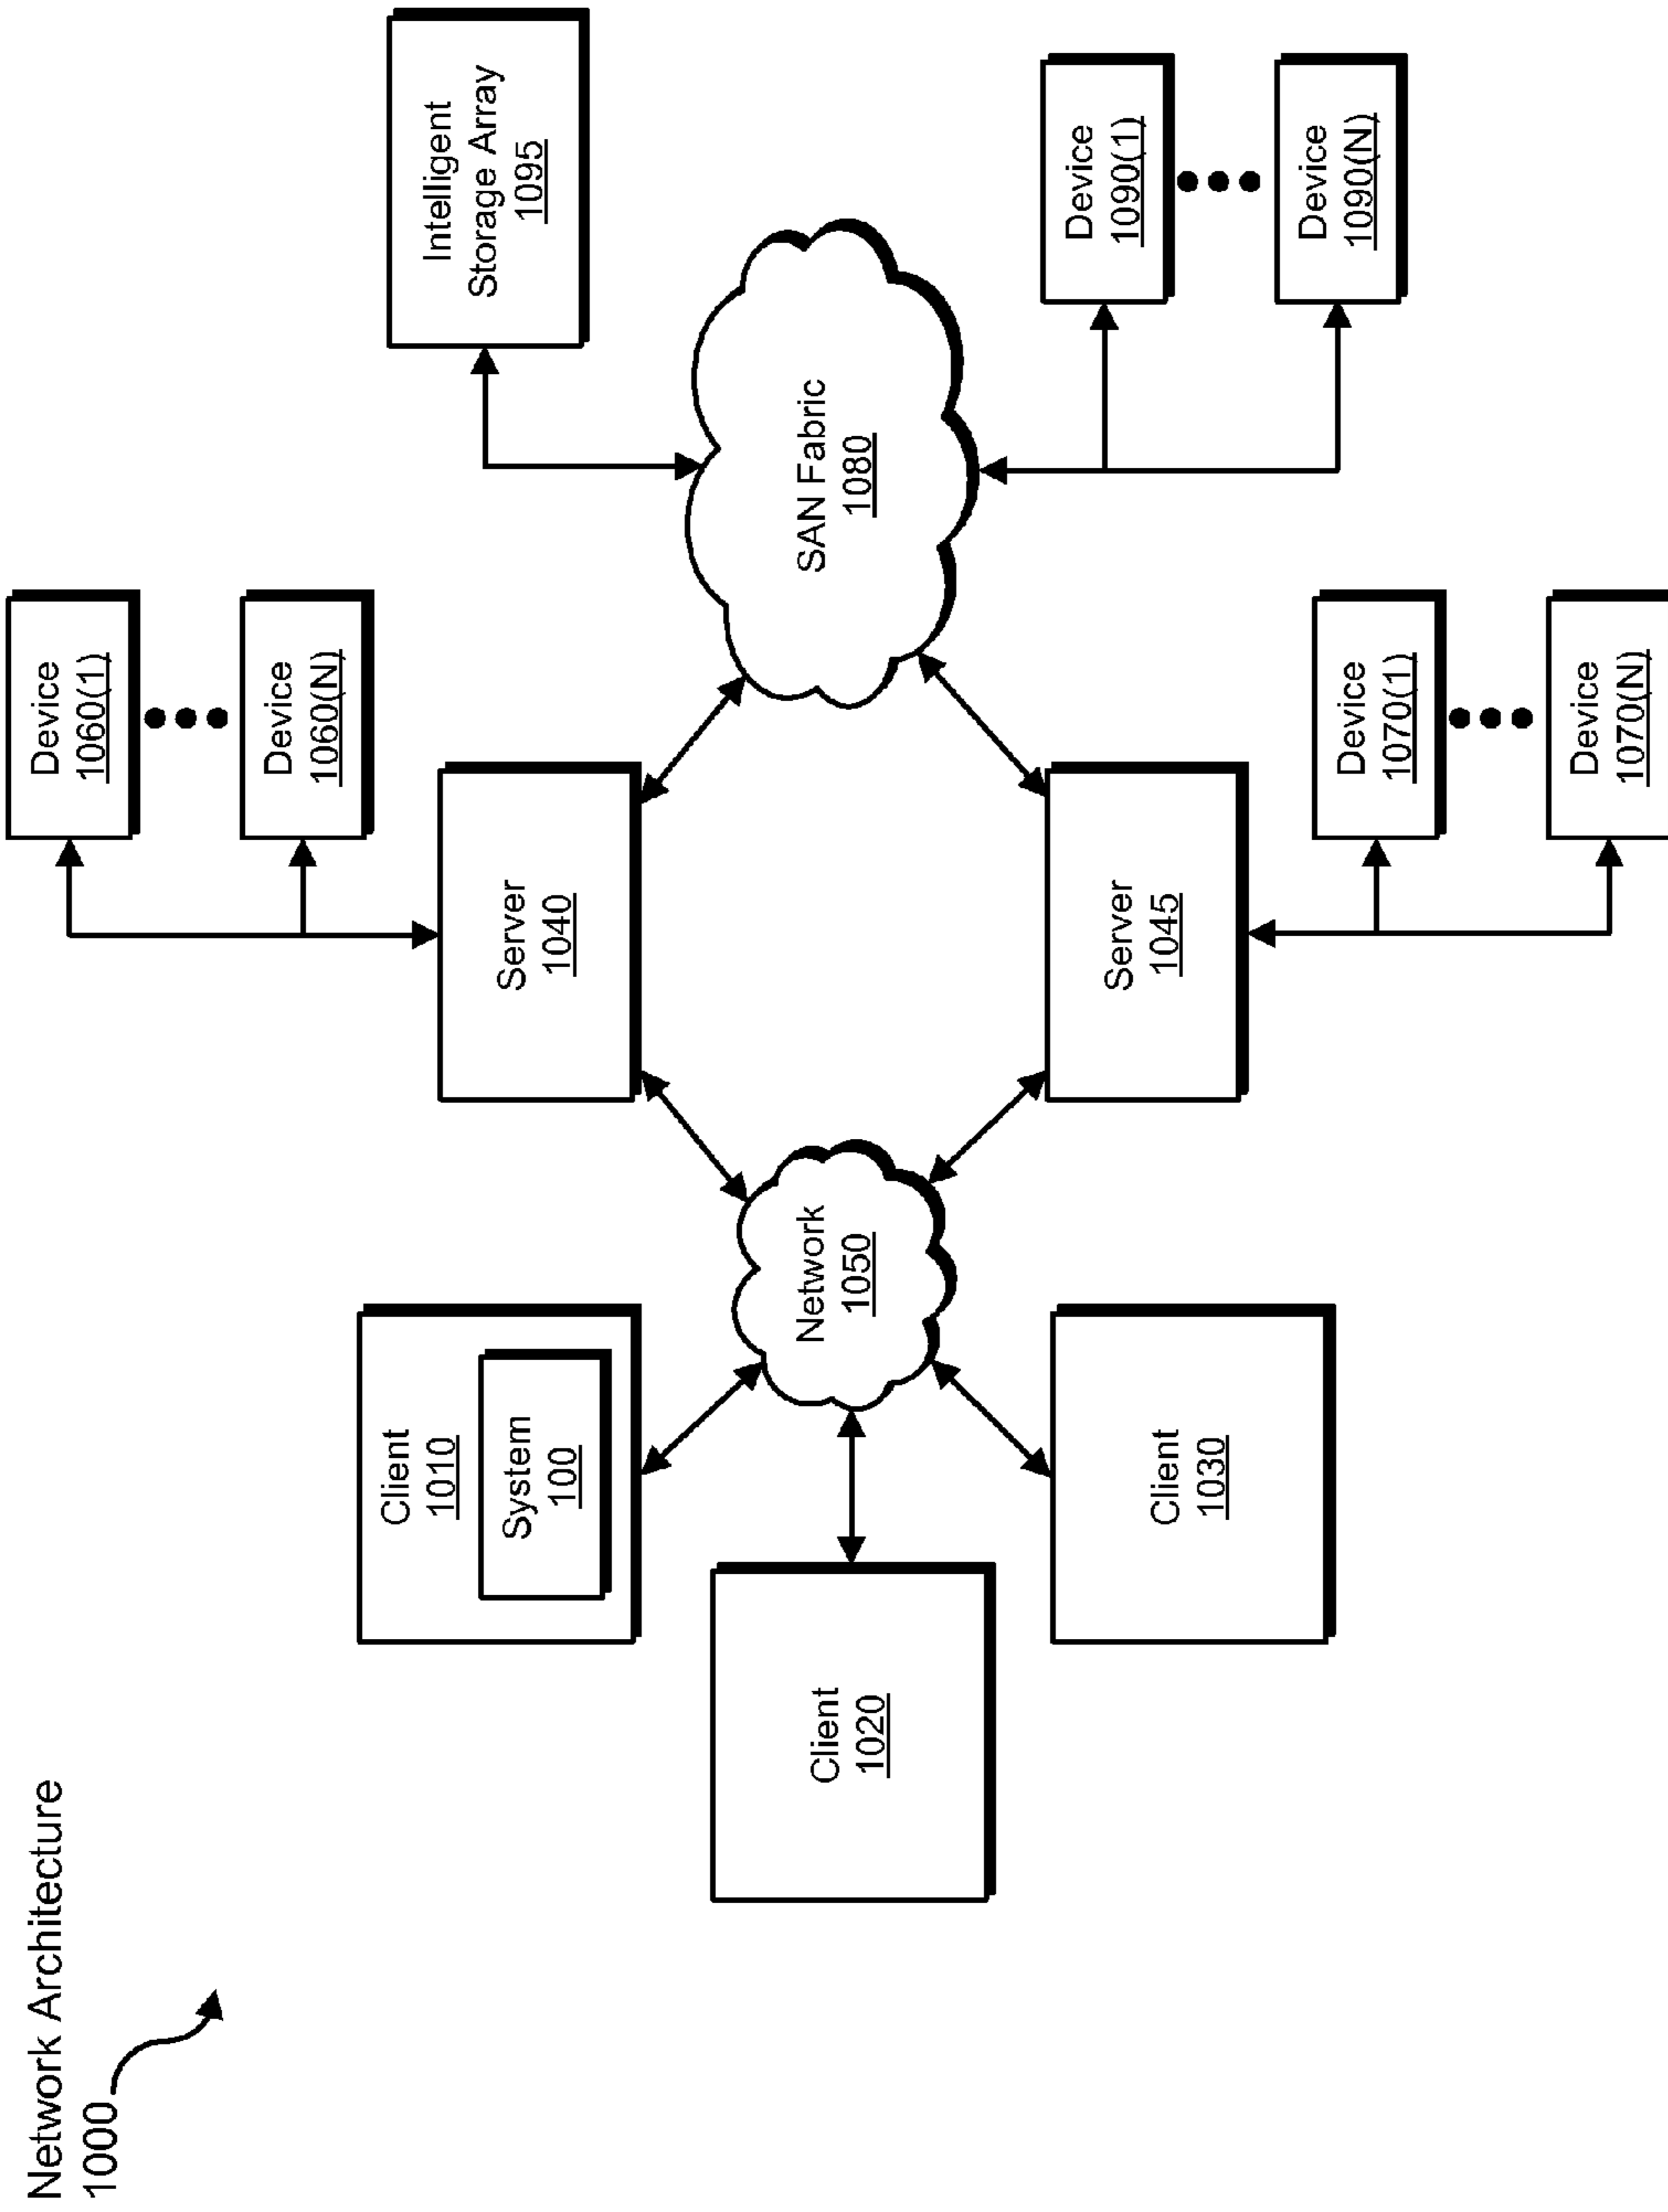 Network Architecture
1000
Client
1010
System
100
Client
1020
Client
1030
Network
1050
Server
1040
Server
1045
Device
1060(1)
Device
1060(N)
Device
1070(1)
Device
1070(N)
SAN Fabric
1080
Intelligent
Storage Array
1095
Device
1090(1)
Device
1090(N)